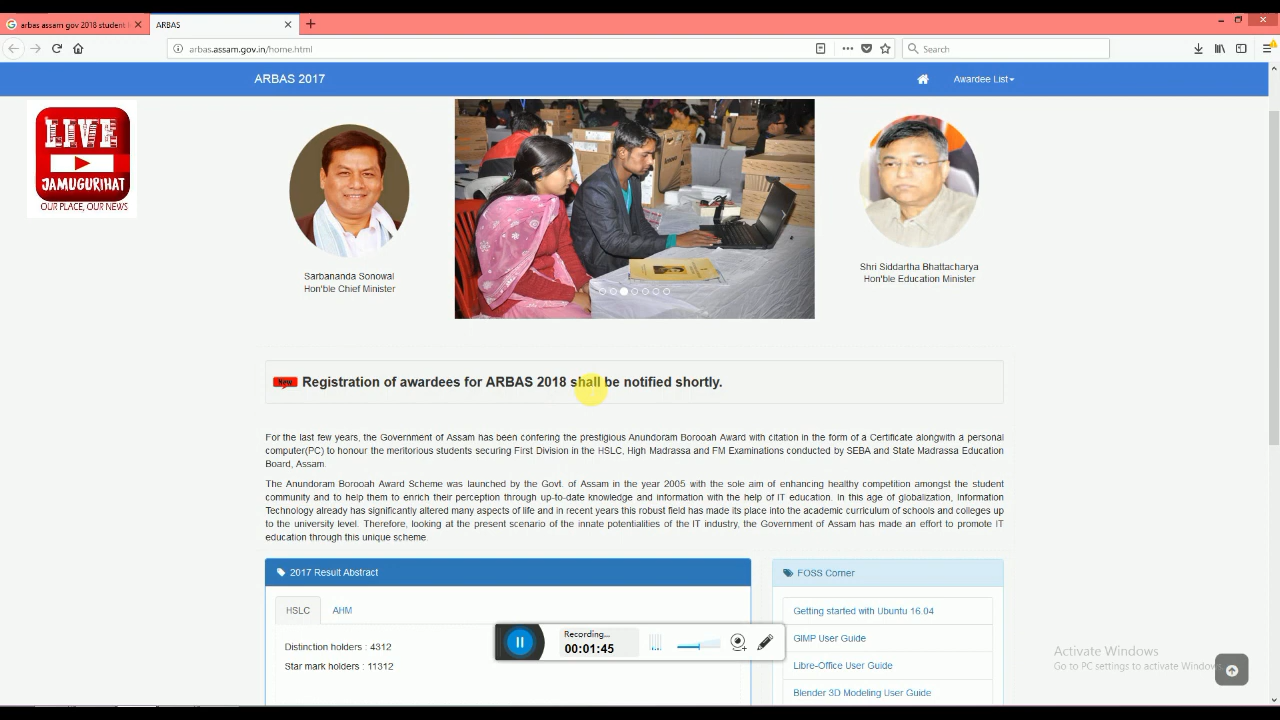 arbas assam gov 2018 student
ARBAS
arbas.assam.gov.in/home.html
Search
ARBAS 2017
Awardee List
LIVE
JAMUGURIHAT
OUR PLACE, OUR NEWS
Sarbananda Sonowal
Hon'ble Chief Minister
Shri Siddartha Bhattacharya
Hon'ble Education Minister
New Registration of awardees for ARBAS 2018 shall be notified shortly.
For the last few years, the Government of Assam has been confering the prestigious Anundoram Borooah Award with citation in the form of a Certificate alongwith a personal
computer(PC) to honour the meritorious students securing First Division in the HSLC, High Madrassa and FM Examinations conducted by SEBA and State Madrassa Education
Board, Assam.
The Anundoram Borooah Award Scheme was launched by the Govt. of Assam in the year 2005 with the sole aim of enhancing healthy competition amongst the student
community and to help them to enrich their perception through up-to-date knowledge and information with the help of IT education. In this age of globalization, Information
Technology already has significantly altered many aspects of life and in recent years this robust field has made its place into the academic curriculum of schools and colleges up
to the university level. Therefore, looking at the present scenario of the innate potentialities of the IT industry, the Government of Assam has made an effort to promote IT
education through this unique scheme.
2017 Result Abstract
HSLC
AHM
Distinction holders : 4312
Star mark holders : 11312
FOSS Corner
Getting started with Ubuntu 16.04
GIMP User Guide
Libre-Office User Guide
Blender 3D Modeling User Guide
Recording...
00:01:45
Activate Windows
Go to PC settings to activate Windows.